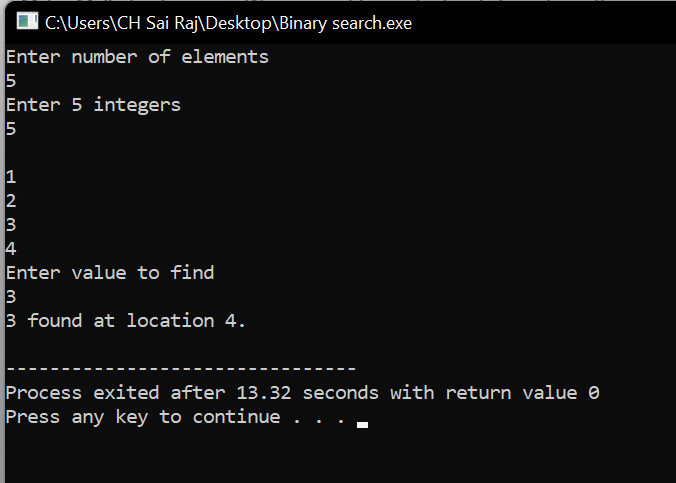 C:\Users\CH Sai Raj\Desktop\Binary search.exe
Enter number of elements
5
Enter 5 integers
5
1
2
3
4
Enter value to find
3
3 found at location 4.
--------------------------------
Process exited after 13.32 seconds with return value 0
Press any key to continue . . .